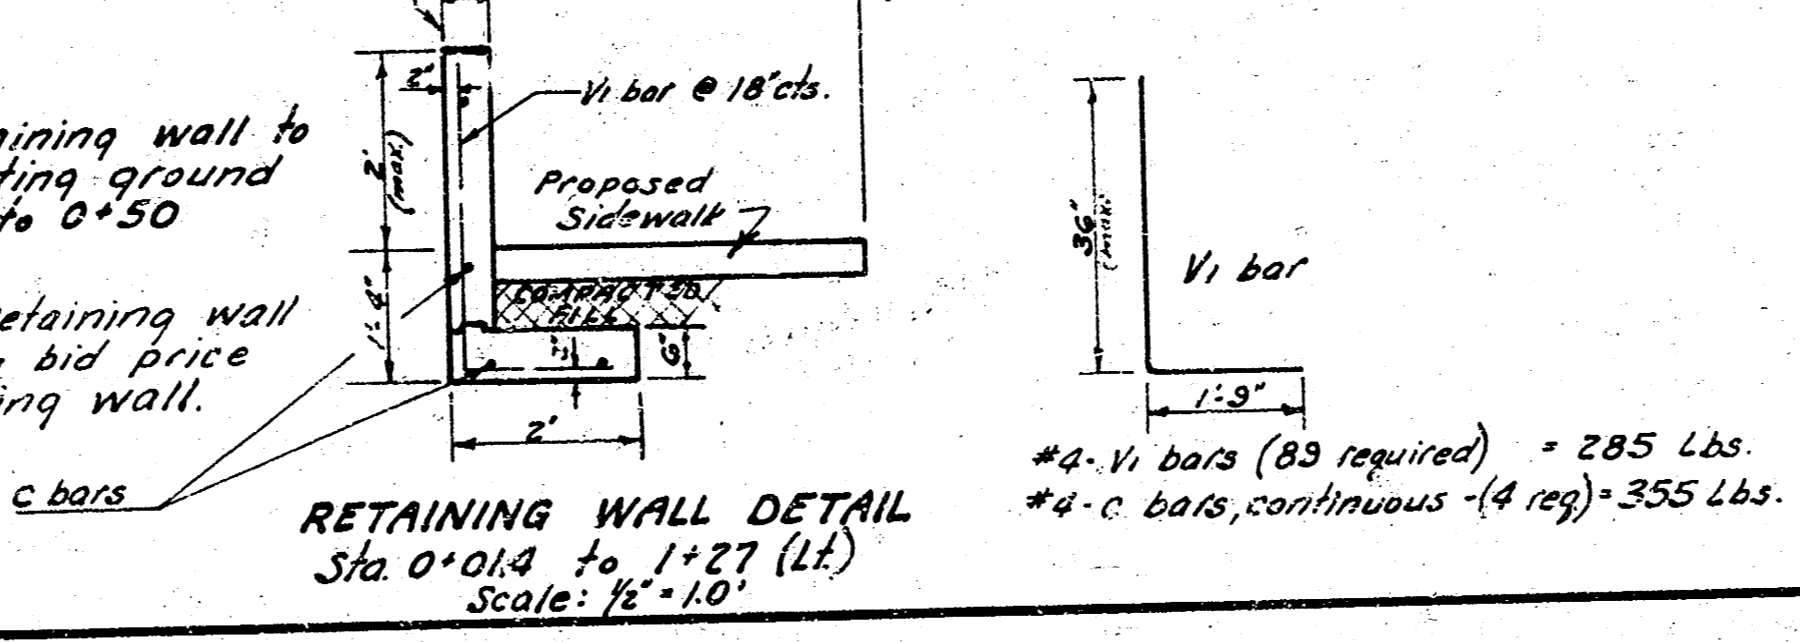 2"
V1 bar @ 18" cts.
aining wall to
ting ground
to 0+50
2'
(max.)
Proposed
Sidewalk
36"
(max.)
V1 bar
COMPACTED
FILL
etaining wall
bid price
ing wall.
6"
1'-9"
2'
c bars
#4- V1 bars (89 required) = 285 Lbs.
#4- c bars, continuous - (4 req) = 355 Lbs.
RETAINING WALL DETAIL
Sta. 0+01.4 to 1+27 (Lt.)
Scale: 1/2" = 1.0'